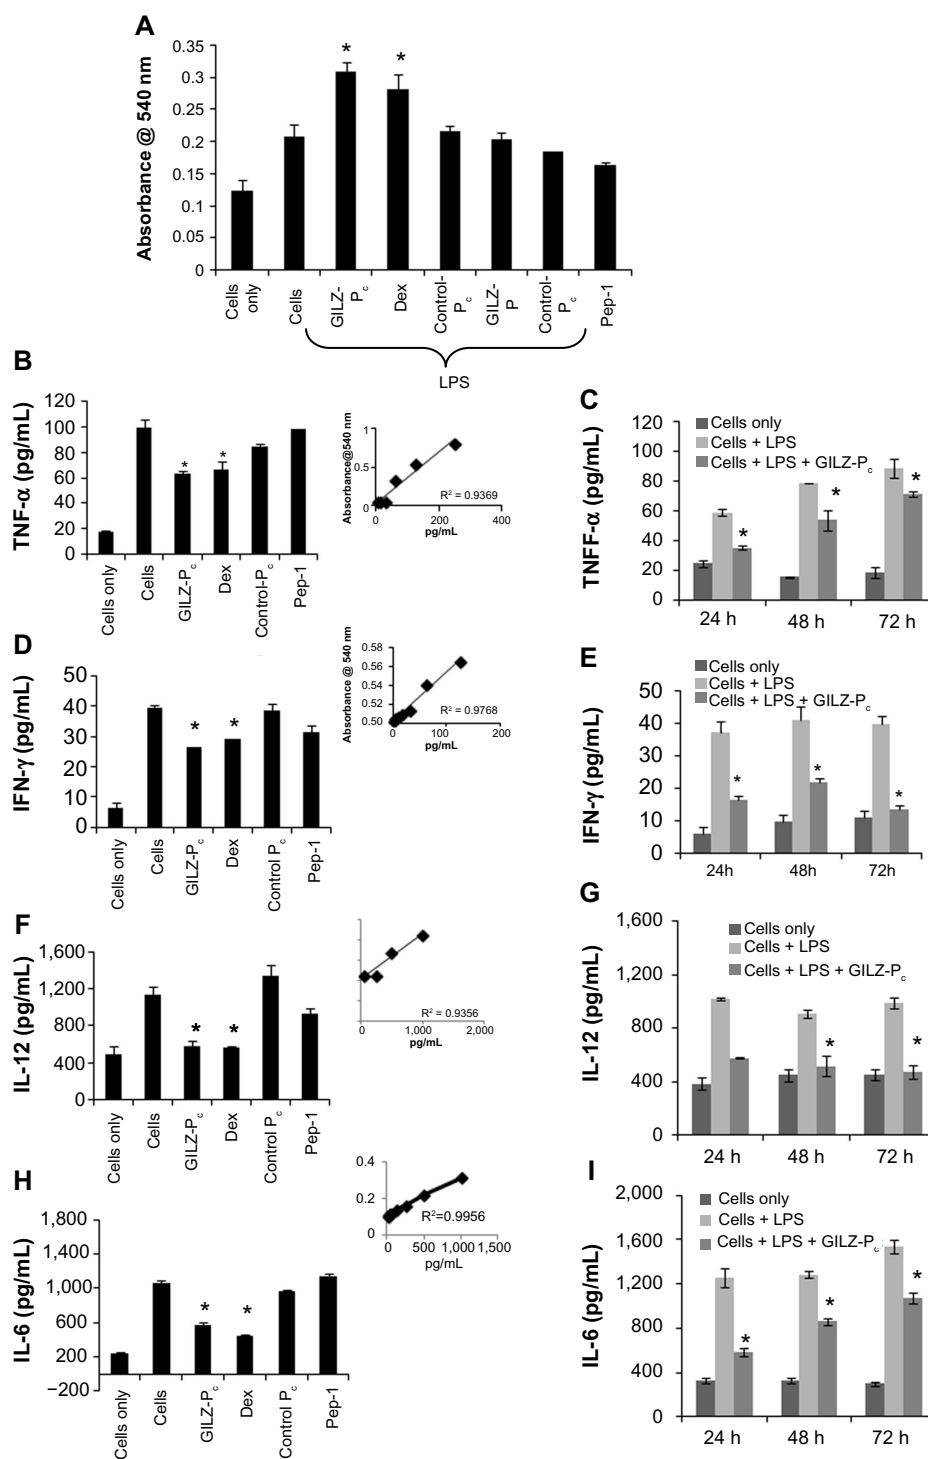 A
Absorbance @ 540 nm
0.35
0.3
0.25
0.2
0.15
0.1
0.05
0
Cells only
Cells
GILZ-Pc
Dex
Control-Pc
GILZ-P
Control-Pc
Pep-1
LPS
B
TNF-α (pg/mL)
120
100
80
60
40
20
0
Cells only
Cells
GILZ-Pc
Dex
Control-Pc
Pep-1
* *
Absorbance@540 nm
1
0.5
0
R² = 0.9369
0 200 400
pg/mL
C
TNFF-α (pg/mL)
120
100
80
60
40
20
0
Cells only
Cells + LPS
Cells + LPS + GILZ-Pc
* * *
24 h 48 h 72 h
D
IFN-γ (pg/mL)
50
40
30
20
10
0
* *
Cells only
Cells
GILZ-Pc
Dex
Control Pc
Pep-1
Absorbance @ 540 nm
0.58
0.56
0.54
0.52
0.50
R² = 0.9768
0 100 200
pg/mL
E
IFN-γ (pg/mL)
50
40
30
20
10
0
Cells only
Cells + LPS
Cells + LPS + GILZ-Pc
* * *
24h 48h 72h
F
IL-12 (pg/mL)
1,600
1,200
800
400
0
* *
Cells only
Cells
GILZ-Pc
Dex
Control Pc
Pep-1
R² = 0.9356
0 1,000 2,000
pg/mL
G
IL-12 (pg/mL)
1,600
1,200
800
400
0
Cells only
Cells + LPS
Cells + LPS + GILZ-Pc
* *
24 h 48 h 72 h
H
IL-6 (pg/mL)
1,800
1,400
1,000
600
200
−200
* *
Cells only
Cells
GILZ-Pc
Dex
Control Pc
Pep-1
0.4
0.2
0
R²=0.9956
0 500 1,000 1,500
pg/mL
I
IL-6 (pg/mL)
2,000
1,600
1,200
800
400
0
Cells only
Cells + LPS
Cells + LPS + GILZ-Pc
* * *
24 h 48 h 72 h